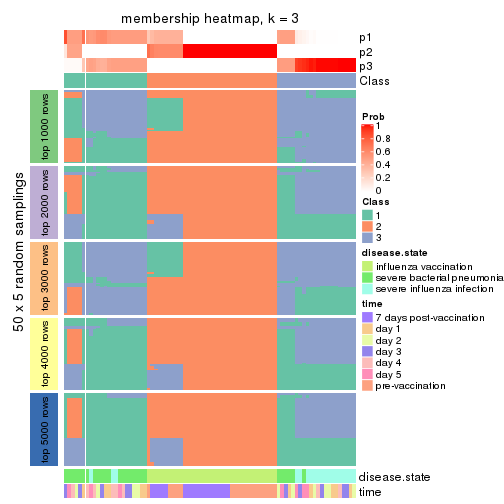 membership heatmap, k = 3
p1
p2
p3
Class
50 x 5 random samplings
top 1000 rows
top 2000 rows
top 3000 rows
top 4000 rows
top 5000 rows
Prob
1
0.8
0.6
0.4
0.2
0
Class
1
2
3
disease.state
influenza vaccination
severe bacterial pneumonia
severe influenza infection
time
7 days post-vaccination
day 1
day 2
day 3
day 4
day 5
pre-vaccination
disease.state
time